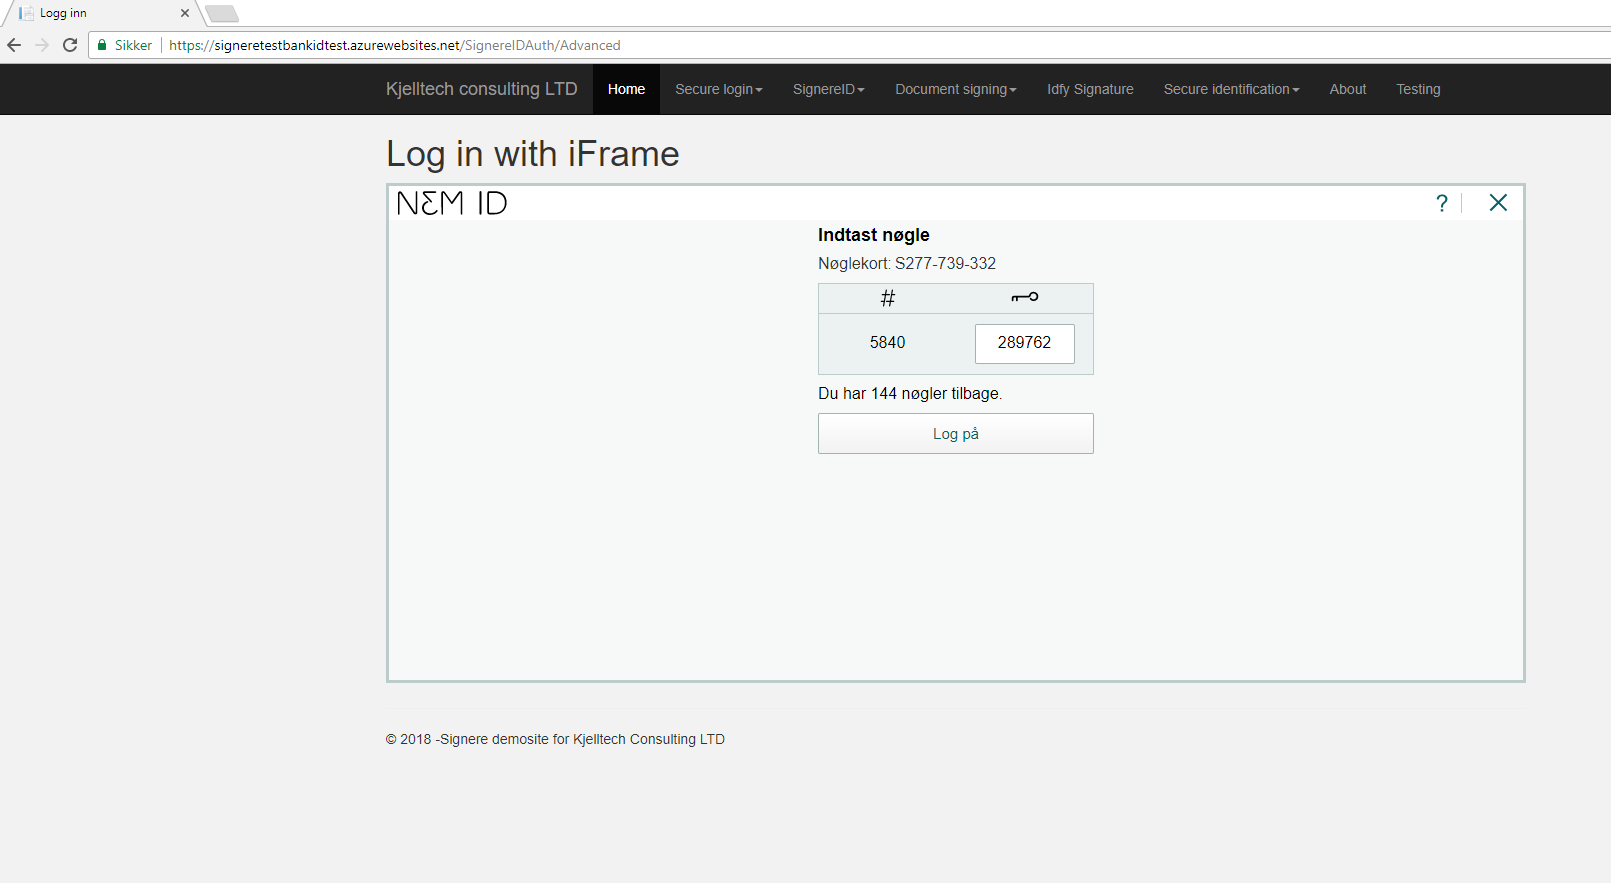 Logg inn
Sikker https://signeretestbankidtest.azurewebsites.net/SignereIDAuth/Advanced
Kjelltech consulting LTD Home Secure login SignereID Document signing Idfy Signature Secure identification About Testing
Log in with iFrame
NEM ID ?
Indtast nøgle
Nøglekort: S277-739-332
#
5840 289762
Du har 144 nøgler tilbage.
Log på
© 2018 -Signere demosite for Kjelltech Consulting LTD